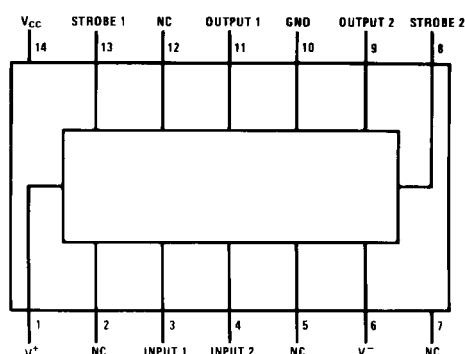 VCC STROBE 1 NC OUTPUT 1 GND OUTPUT 2 STROBE 2
14 13 12 11 10 9 8
1 2 3 4 5 6 7
V+ NC INPUT 1 INPUT 2 NC V− NC